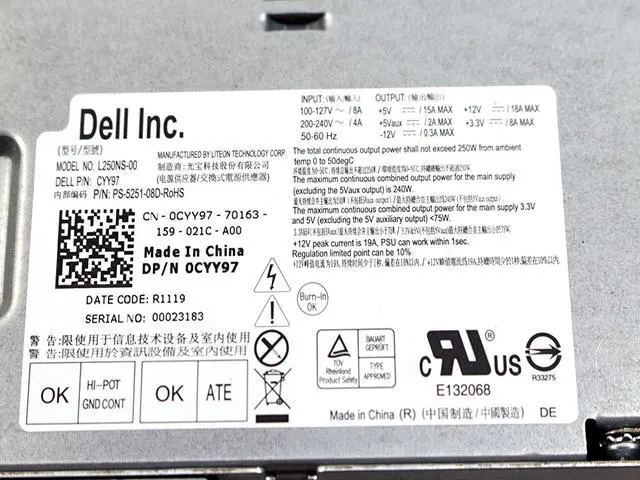 Dell Inc.
(型号/型號)
MODEL NO: L250NS-00
DELL P/N: CYY97
内部编码 P/N: PS-5251-08D-RoHS
MANUFACTURED BY LITEON TECHNOLOGY CORP.
制造商: 光宝科技股份有限公司
(电源供应器/交换式電源供應器)
INPUT: (输入/輸入)
100-127V ⎓ / 8A
200-240V ~ / 4A
50-60 Hz
OUTPUT: (输出/輸出)
+5V / 15A MAX +12V / 18A MAX
+5Vaux / 2A MAX +3.3V / 8A MAX
-12V / 0.3A MAX
The total continuous output power shall not exceed 250W from ambient
temp 0 to 50degC
The maximum continuous combined output power for the main supply
(excluding the 5Vaux output) is 240W.
The maximum continuous combined output power for the main supply 3.3V
and 5V (excluding the 5V auxiliary output) <75W.
+12V peak current is 19A, PSU can work within 1sec.
Regulation limited point be 10%
CN - 0CYY97 - 70163 -
159 - 021C - A00
Made In China
DP/N 0CYY97
DATE CODE: R1119
SERIAL NO: 00023183
Burn-In
OK
警 告: 限 使 用 于 信 息 技 术 设 备 及 室 内 使 用
警 告: 限 使 用 於 資 訊 設 備 及 室 內 使 用
OK
HI-POT
GND CONT
OK
ATE
TÜV
Rheinland
Product Safety
BAUART
GEPRÜFT
TYPE
APPROVED
c RU US
E132068
R33275
Made in China (R) (中国制造/中國製造) DE